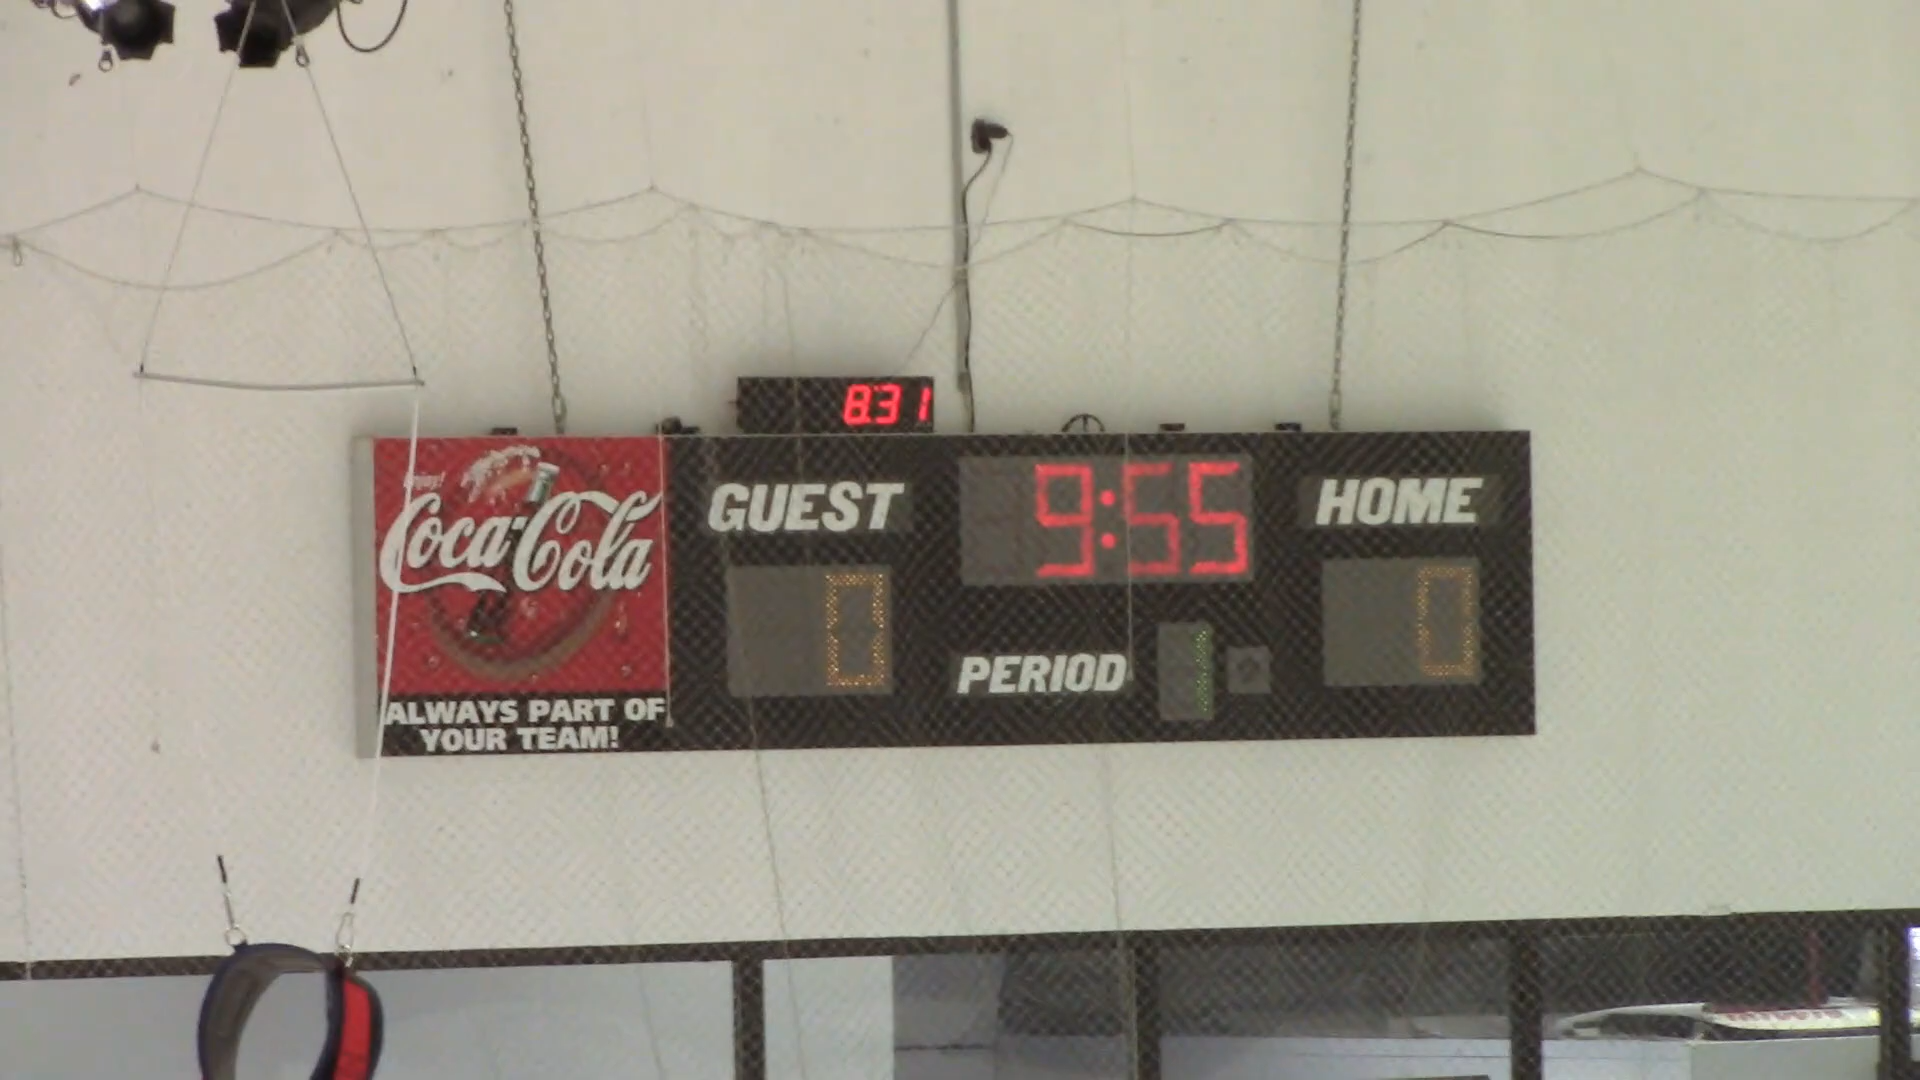 8:31
GUEST
9:55
HOME
Enjoy!
Coca-Cola
0
0
PERIOD 1
ALWAYS PART OF
YOUR TEAM!